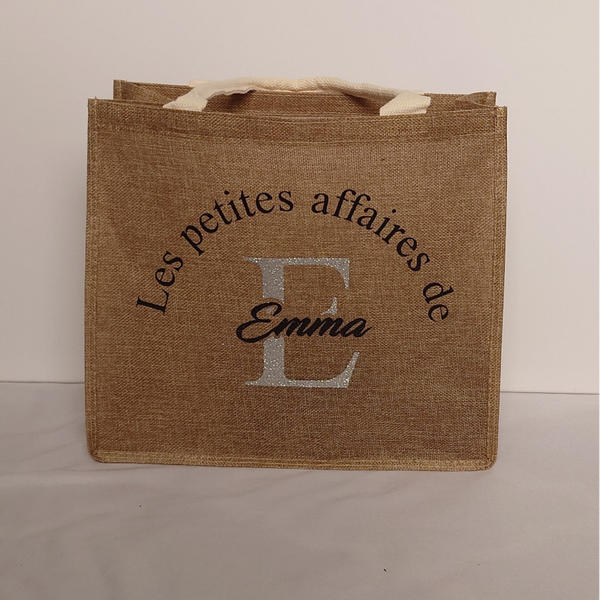 Les petites affaires de
E
Emma